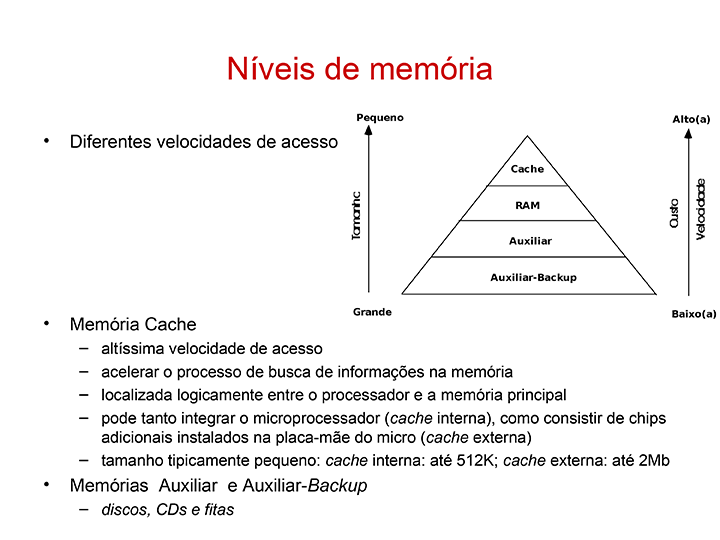 Níveis de memória
• Diferentes velocidades de acesso
Pequeno
Alto(a)
Tamanho
Cache
RAM
Auxiliar
Auxiliar-Backup
Custo
Velocidade
Grande
Baixo(a)
• Memória Cache
– altíssima velocidade de acesso
– acelerar o processo de busca de informações na memória
– localizada logicamente entre o processador e a memória principal
– pode tanto integrar o microprocessador (cache interna), como consistir de chips
adicionais instalados na placa-mãe do micro (cache externa)
– tamanho tipicamente pequeno: cache interna: até 512K; cache externa: até 2Mb
• Memórias Auxiliar e Auxiliar-Backup
– discos, CDs e fitas